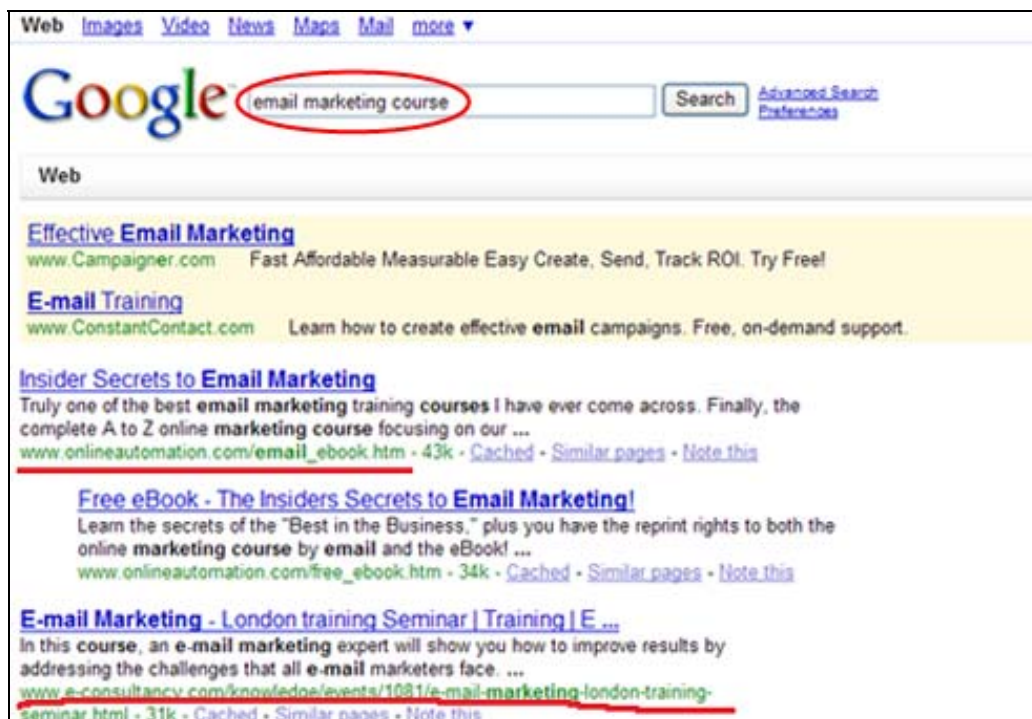 Web Images Video News Maps Mail more ▼
Google email marketing course Search Advanced Search
Preferences
Web
Effective Email Marketing
www.Campaigner.com Fast Affordable Measurable Easy Create, Send, Track ROI. Try Free!
E-mail Training
www.ConstantContact.com Learn how to create effective email campaigns. Free, on-demand support.
Insider Secrets to Email Marketing
Truly one of the best email marketing training courses I have ever come across. Finally, the
complete A to Z online marketing course focusing on our ...
www.onlineautomation.com/email_ebook.htm - 43k - Cached - Similar pages - Note this
Free eBook - The Insiders Secrets to Email Marketing!
Learn the secrets of the "Best in the Business," plus you have the reprint rights to both the
online marketing course by email and the eBook! ...
www.onlineautomation.com/free_ebook.htm - 34k - Cached - Similar pages - Note this
E-mail Marketing - London training Seminar | Training | E ...
In this course, an e-mail marketing expert will show you how to improve results by
addressing the challenges that all e-mail marketers face. ...
www.e-consultancy.com/knowledge/events/1081/e-mail-marketing-london-training-
seminar.html - 31k - Cached - Similar pages - Note this